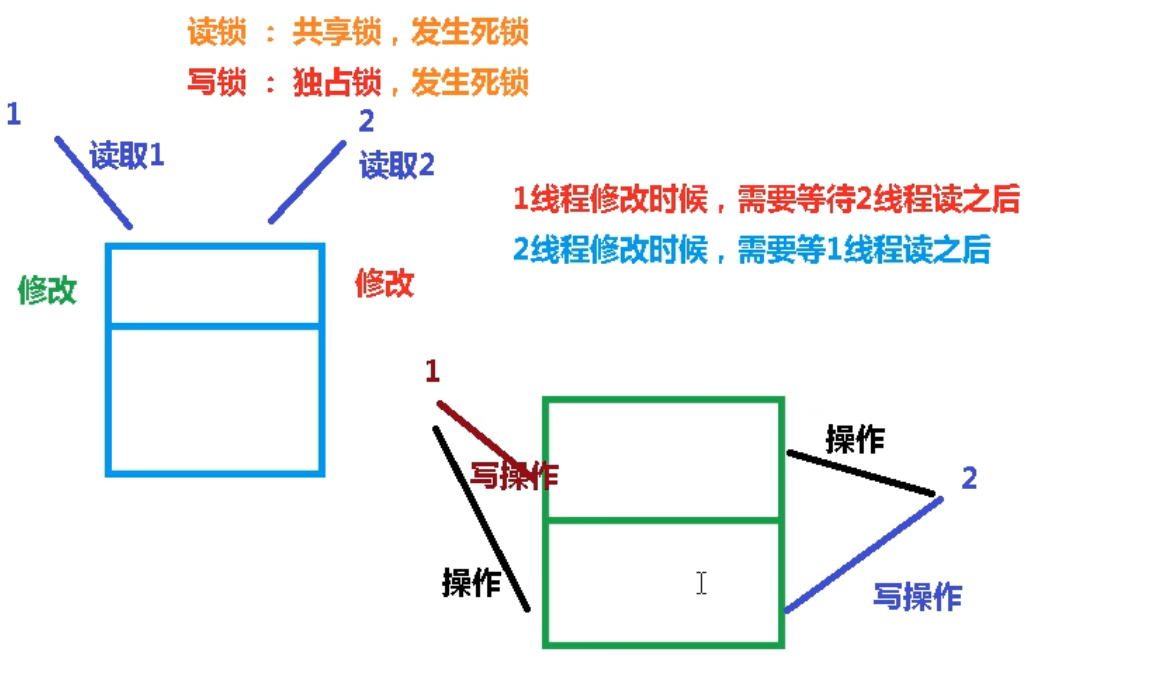 读锁 ： 共享锁，发生死锁
写锁 ： 独占锁，发生死锁
1
2
读取1
读取2
1线程修改时候，需要等待2线程读之后
2线程修改时候，需要等1线程读之后
修改
修改
1
操作
写操作
2
操作
写操作